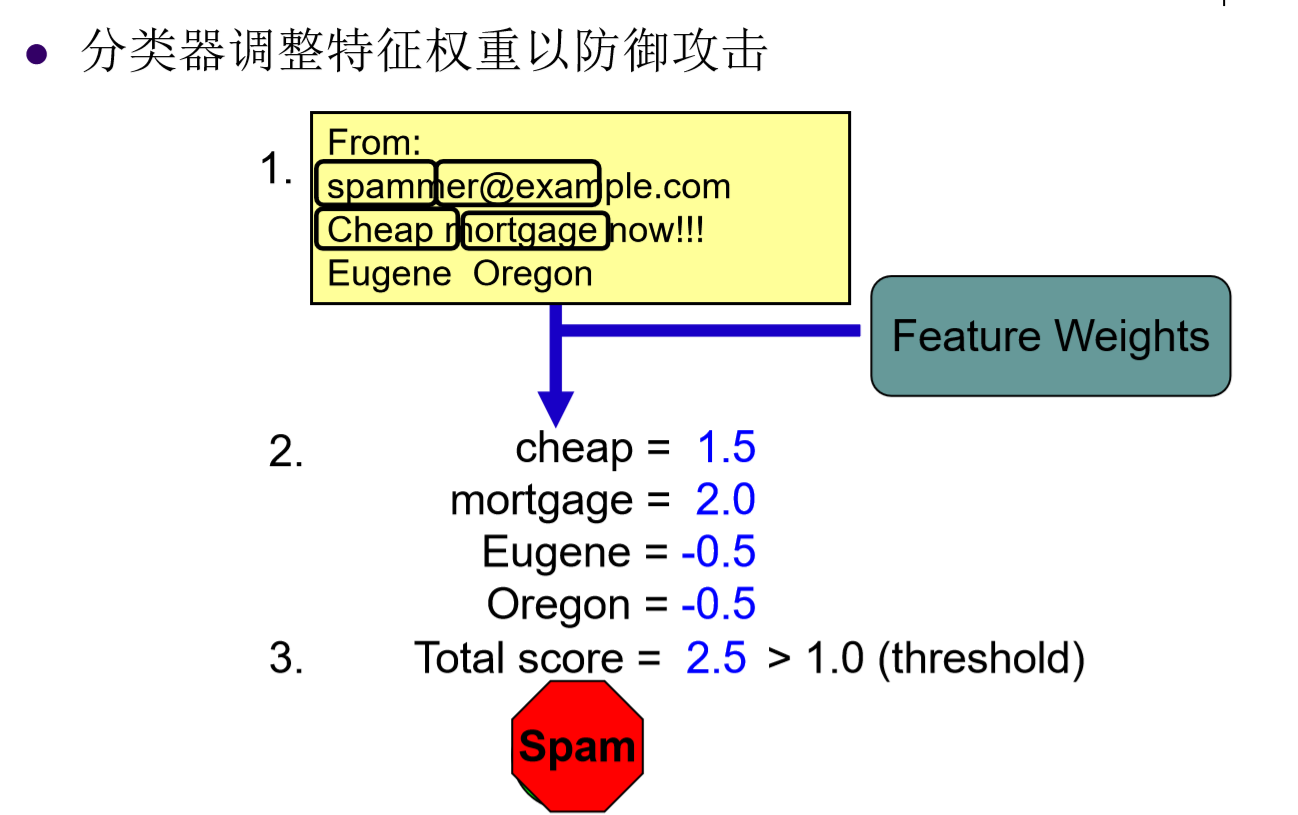 分类器调整特征权重以防御攻击
1.
From:
spammer@example.com
Cheap mortgage now!!!
Eugene Oregon
Feature Weights
2.
cheap = 1.5
mortgage = 2.0
Eugene = -0.5
Oregon = -0.5
3. Total score = 2.5 > 1.0 (threshold)
Spam